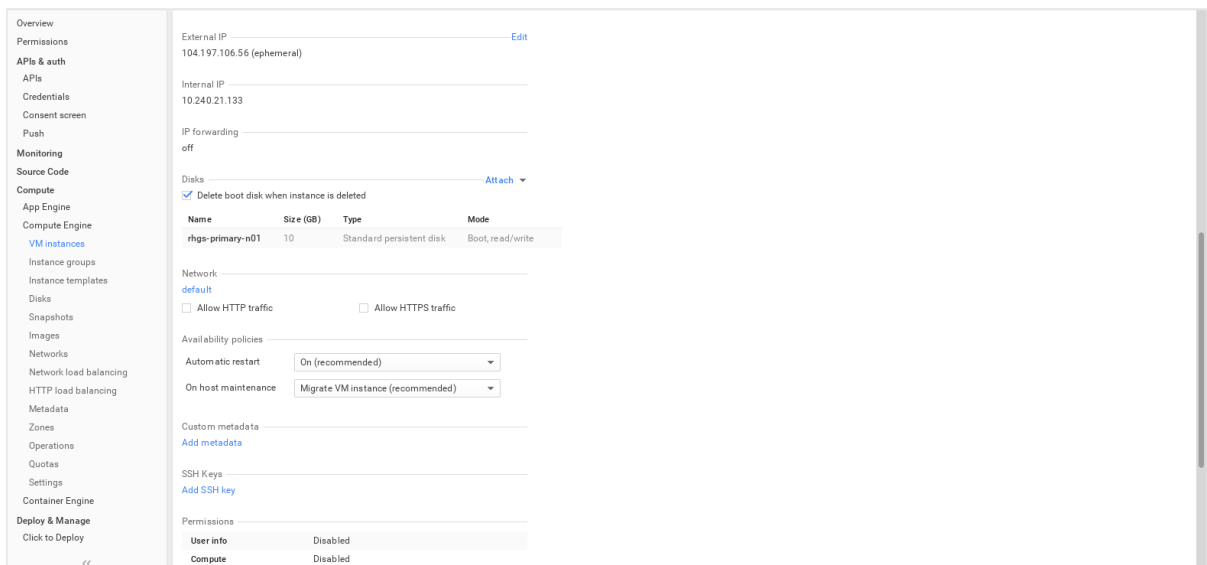 Overview
Permissions
APIs & auth
APIs
Credentials
Consent screen
Push
Monitoring
Source Code
Compute
App Engine
Compute Engine
VM instances
Instance groups
Instance templates
Disks
Snapshots
Images
Networks
Network load balancing
HTTP load balancing
Metadata
Zones
Operations
Quotas
Settings
Container Engine
Deploy & Manage
Click to Deploy
«
External IP Edit
104.197.106.56 (ephemeral)
Internal IP
10.240.21.133
IP forwarding
off
Disks Attach
Delete boot disk when instance is deleted
Name Size (GB) Type Mode
rhgs-primary-n01 10 Standard persistent disk Boot, read/write
Network
default
Allow HTTP traffic Allow HTTPS traffic
Availability policies
Automatic restart On (recommended)
On host maintenance Migrate VM instance (recommended)
Custom metadata
Add metadata
SSH Keys
Add SSH key
Permissions
User info Disabled
Compute Disabled